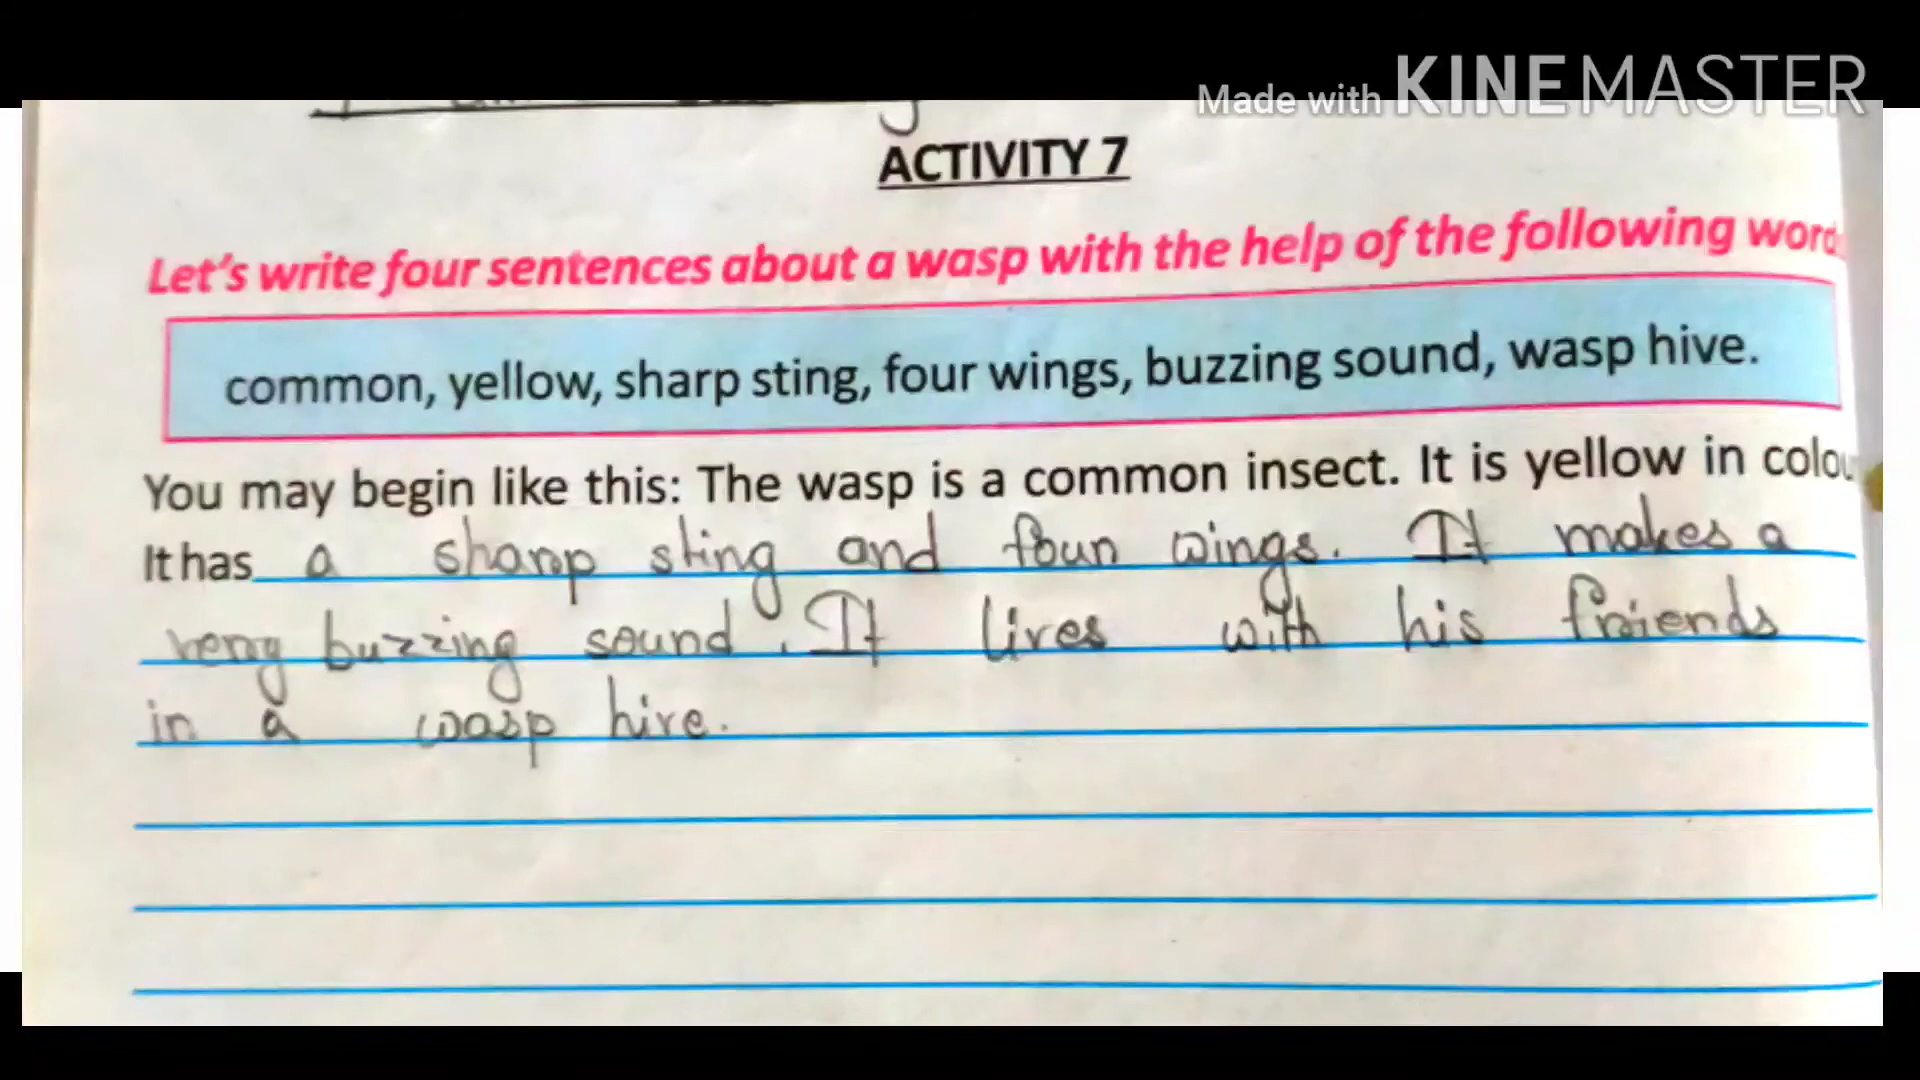 Made with KINEMASTER
ACTIVITY 7
Let's write four sentences about a wasp with the help of the following word
common, yellow, sharp sting, four wings, buzzing sound, wasp hive.
You may begin like this: The wasp is a common insect. It is yellow in colou
It has a sharp sting and four wings. It makes a
very buzzing sound. It lives with his friends
in a wasp hive.